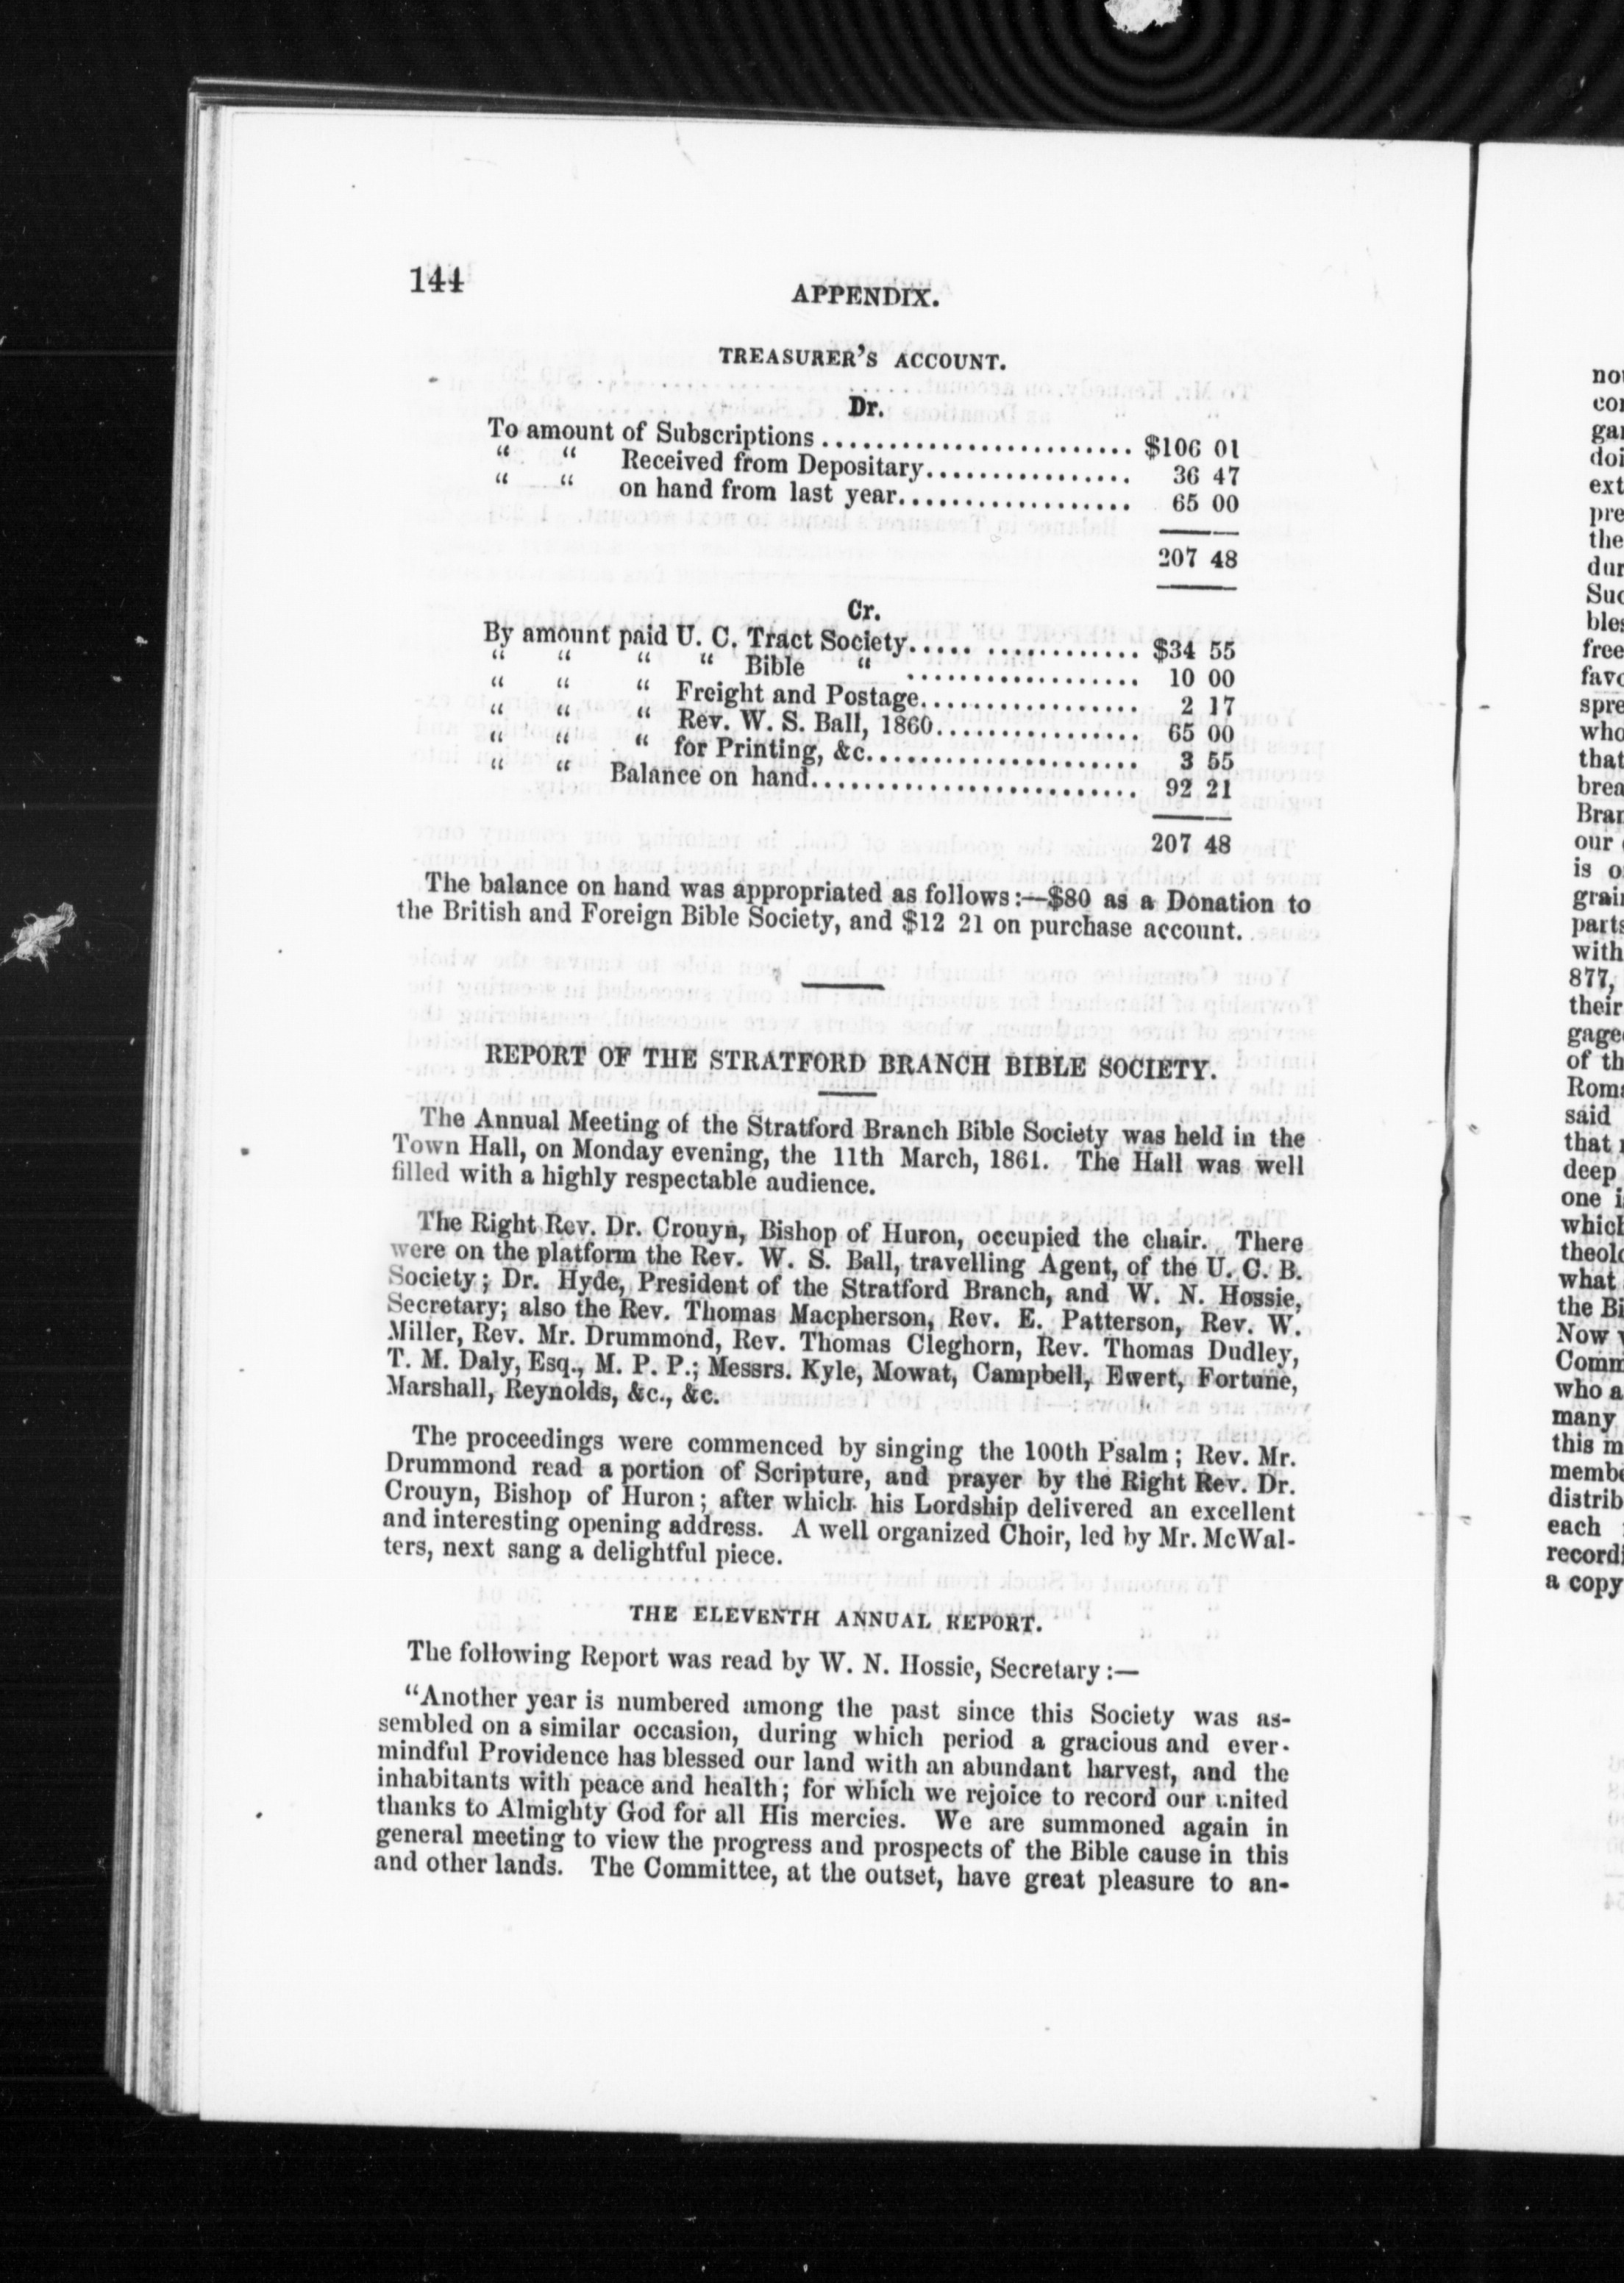 144
APPENDIX.
TREASURER'S ACCOUNT.
Dr.
To amount of Subscriptions........................ $106 01
“ “ Received from Depositary................ 36 47
“ “ on hand from last year.................. 65 00
207 48
Cr.
By amount paid U. C. Tract Society..... ............ $34 55
“ “ “ “ Bible “ .................. 10 00
“ “ “ Freight and Postage................. 2 17
“ “ “ Rev. W. S. Ball, 1860................ 65 00
“ “ “ for Printing, &c..................... 3 55
“ “ Balance on hand......................... 92 21
207 48
The balance on hand was appropriated as follows:—$80 as a Donation to
the British and Foreign Bible Society, and $12 21 on purchase account.
REPORT OF THE STRATFORD BRANCH BIBLE SOCIETY.
The Annual Meeting of the Stratford Branch Bible Society was held in the
Town Hall, on Monday evening, the 11th March, 1861. The Hall was well
filled with a highly respectable audience.
The Right Rev. Dr. Crouyn, Bishop of Huron, occupied the chair. There
were on the platform the Rev. W. S. Ball, travelling Agent, of the U. C. B.
Society; Dr. Hyde, President of the Stratford Branch, and W. N. Hossie,
Secretary; also the Rev. Thomas Macpherson, Rev. E. Patterson, Rev. W.
Miller, Rev. Mr. Drummond, Rev. Thomas Cleghorn, Rev. Thomas Dudley,
T. M. Daly, Esq., M. P. P.; Messrs. Kyle, Mowat, Campbell, Ewert, Fortune,
Marshall, Reynolds, &c., &c.
The proceedings were commenced by singing the 100th Psalm; Rev. Mr.
Drummond read a portion of Scripture, and prayer by the Right Rev. Dr.
Crouyn, Bishop of Huron; after which his Lordship delivered an excellent
and interesting opening address. A well organized Choir, led by Mr. McWal-
ters, next sang a delightful piece.
THE ELEVENTH ANNUAL REPORT.
The following Report was read by W. N. Hossie, Secretary:—
“Another year is numbered among the past since this Society was as-
sembled on a similar occasion, during which period a gracious and ever-
mindful Providence has blessed our land with an abundant harvest, and the
inhabitants with peace and health; for which we rejoice to record our united
thanks to Almighty God for all His mercies. We are summoned again in
general meeting to view the progress and prospects of the Bible cause in this
and other lands. The Committee, at the outset, have great pleasure to an-